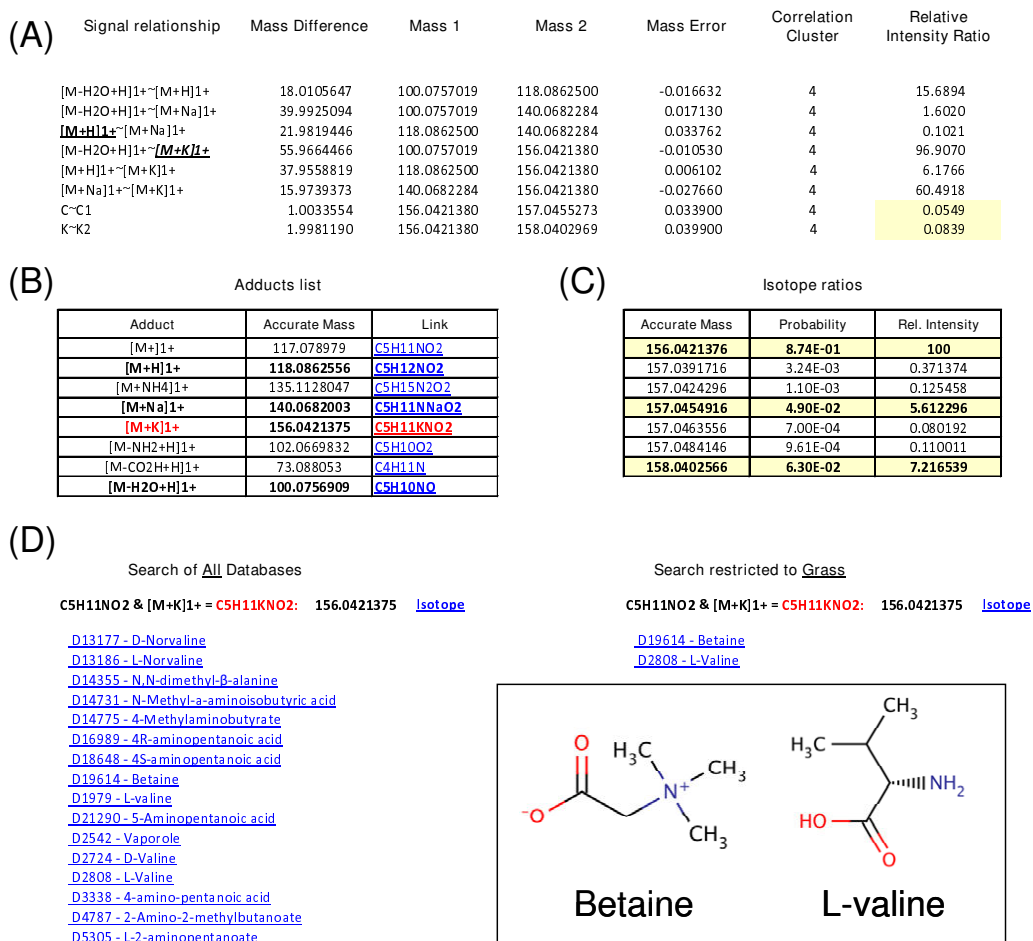 (A)
Signal relationship Mass Difference Mass 1 Mass 2 Mass Error Correlation Cluster Relative Intensity Ratio
[M-H2O+H]1+~[M+H]1+ 18.0105647 100.0757019 118.0862500 -0.016632 4 15.6894
[M-H2O+H]1+~[M+Na]1+ 39.9925094 100.0757019 140.0682284 0.017130 4 1.6020
[M+H]1+~[M+Na]1+ 21.9819446 118.0862500 140.0682284 0.033762 4 0.1021
[M-H2O+H]1+~[M+K]1+ 55.9664466 100.0757019 156.0421380 -0.010530 4 96.9070
[M+H]1+~[M+K]1+ 37.9558819 118.0862500 156.0421380 0.006102 4 6.1766
[M+Na]1+~[M+K]1+ 15.9739373 140.0682284 156.0421380 -0.027660 4 60.4918
C~C1 1.0033554 156.0421380 157.0455273 0.033900 4 0.0549
K~K2 1.9981190 156.0421380 158.0402969 0.039900 4 0.0839
(B)
Adducts list
Adduct Accurate Mass Link
[M+]1+ 117.078979 C5H11NO2
[M+H]1+ 118.0862556 C5H12NO2
[M+NH4]1+ 135.1128047 C5H15N2O2
[M+Na]1+ 140.0682003 C5H11NNaO2
[M+K]1+ 156.0421375 C5H11KNO2
[M-NH2+H]1+ 102.0669832 C5H10O2
[M-CO2H+H]1+ 73.088053 C4H11N
[M-H2O+H]1+ 100.0756909 C5H10NO
(C)
Isotope ratios
Accurate Mass Probability Rel. Intensity
156.0421376 8.74E-01 100
157.0391716 3.24E-03 0.371374
157.0424296 1.10E-03 0.125458
157.0454916 4.90E-02 5.612296
157.0463556 7.00E-04 0.080192
157.0484146 9.61E-04 0.110011
158.0402566 6.30E-02 7.216539
(D)
Search of All Databases
C5H11NO2 & [M+K]1+ = C5H11KNO2: 156.0421375 Isotope
D13177 - D-Norvaline
D13186 - L-Norvaline
D14355 - N,N-dimethyl-β-alanine
D14731 - N-Methyl-a-aminoisobutyric acid
D14775 - 4-Methylaminobutyrate
D16989 - 4R-aminopentanoic acid
D18648 - 4S-aminopentanoic acid
D19614 - Betaine
D1979 - L-valine
D21290 - 5-Aminopentanoic acid
D2542 - Vaporole
D2724 - D-Valine
D2808 - L-Valine
D3338 - 4-amino-pentanoic acid
D4787 - 2-Amino-2-methylbutanoate
D5305 - L-2-aminopentanoate
Search restricted to Grass
C5H11NO2 & [M+K]1+ = C5H11KNO2: 156.0421375 Isotope
D19614 - Betaine
D2808 - L-Valine
O
⁻O
H₃C
N⁺
CH₃
CH₃
Betaine
CH₃
H₃C
NH₂
HO
O
L-valine